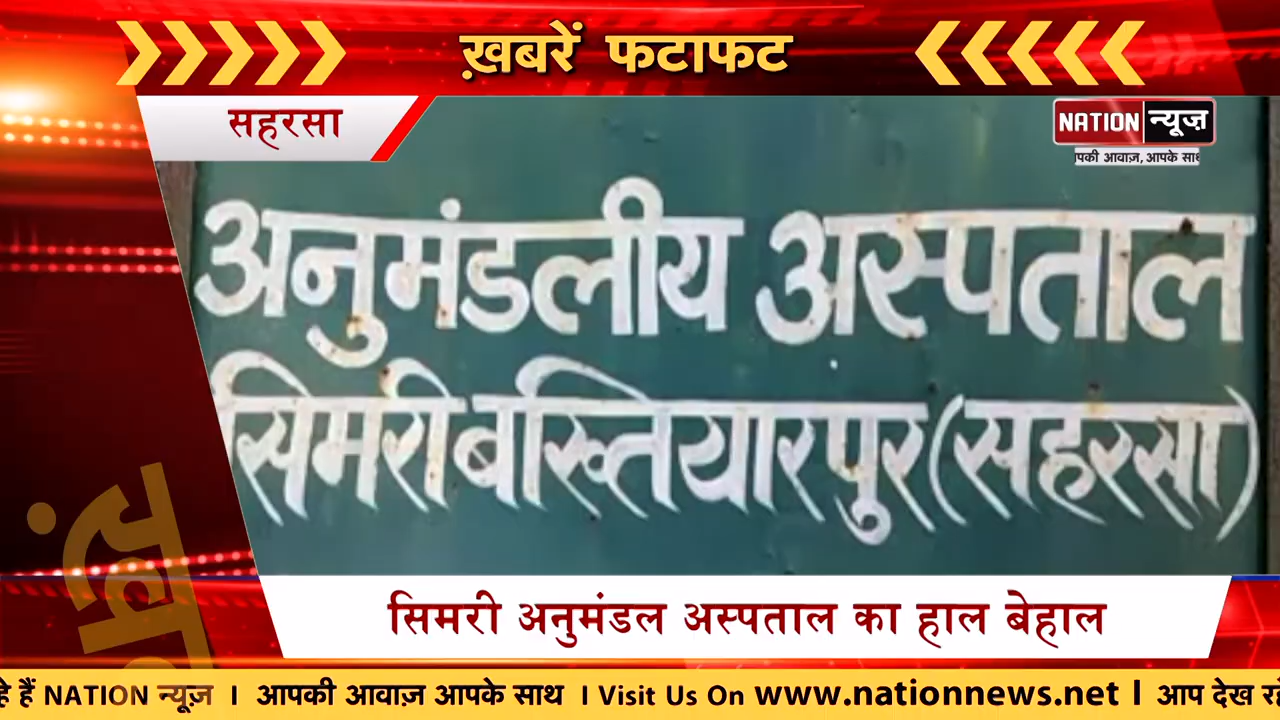 ख़बरें फटाफट
सहरसा
NATION न्यूज़
पकी आवाज़, आपके साथ
अनुमंडलीय अस्पताल
सिमरी बख्तियारपुर (सहरसा)
सिमरी अनुमंडल अस्पताल का हाल बेहाल
हे हैं NATION न्यूज़ I आपकी आवाज़ आपके साथ I Visit Us On www.nationnews.net I आप देख रहे